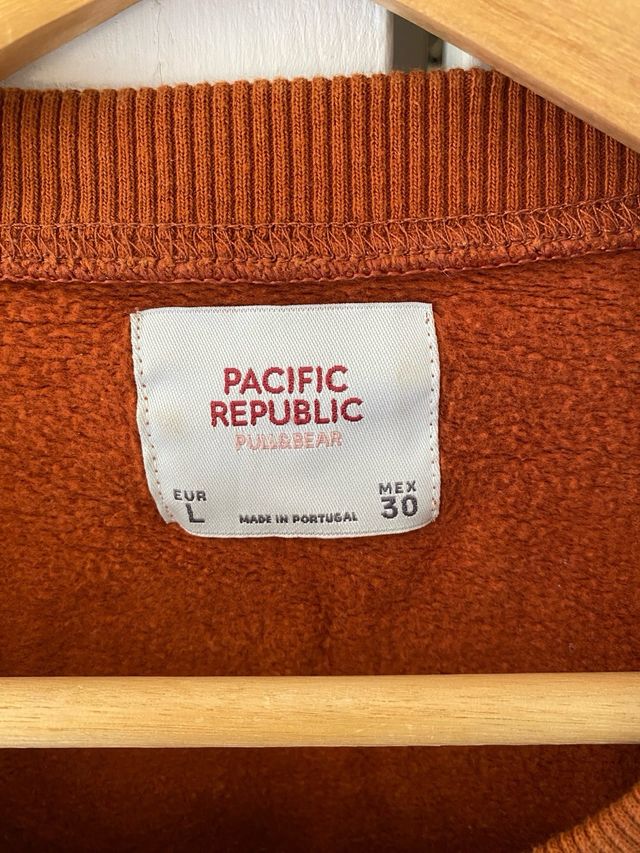 PACIFIC
REPUBLIC
PULL&BEAR
EUR
L
MADE IN PORTUGAL
MEX
30